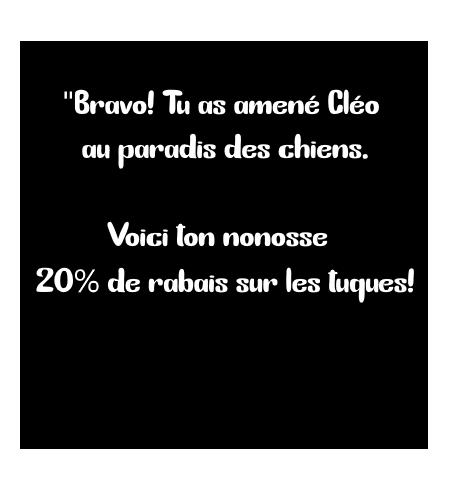 "Bravo! Tu as amené Cléo
au paradis des chiens.
Voici ton nonosse
20% de rabais sur les tuques!